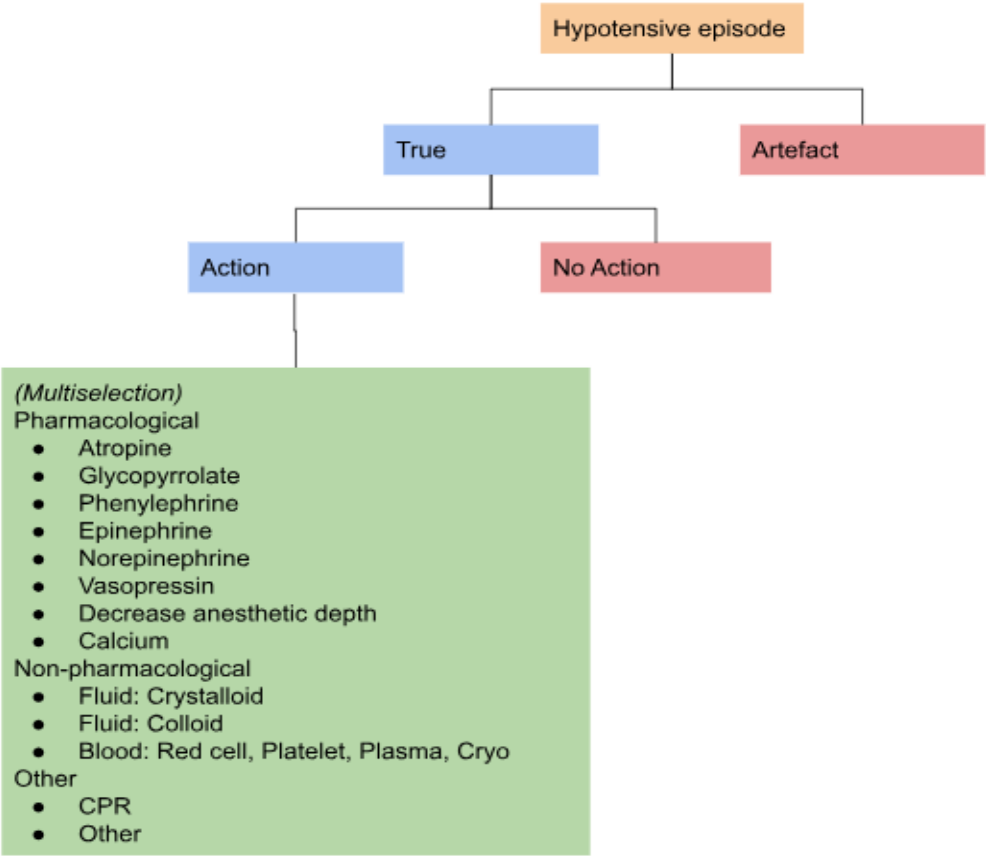 Hypotensive episode
True
Artefact
Action
No Action
(Multiselection)
Pharmacological
● Atropine
● Glycopyrrolate
● Phenylephrine
● Epinephrine
● Norepinephrine
● Vasopressin
● Decrease anesthetic depth
● Calcium
Non-pharmacological
● Fluid: Crystalloid
● Fluid: Colloid
● Blood: Red cell, Platelet, Plasma, Cryo
Other
● CPR
● Other